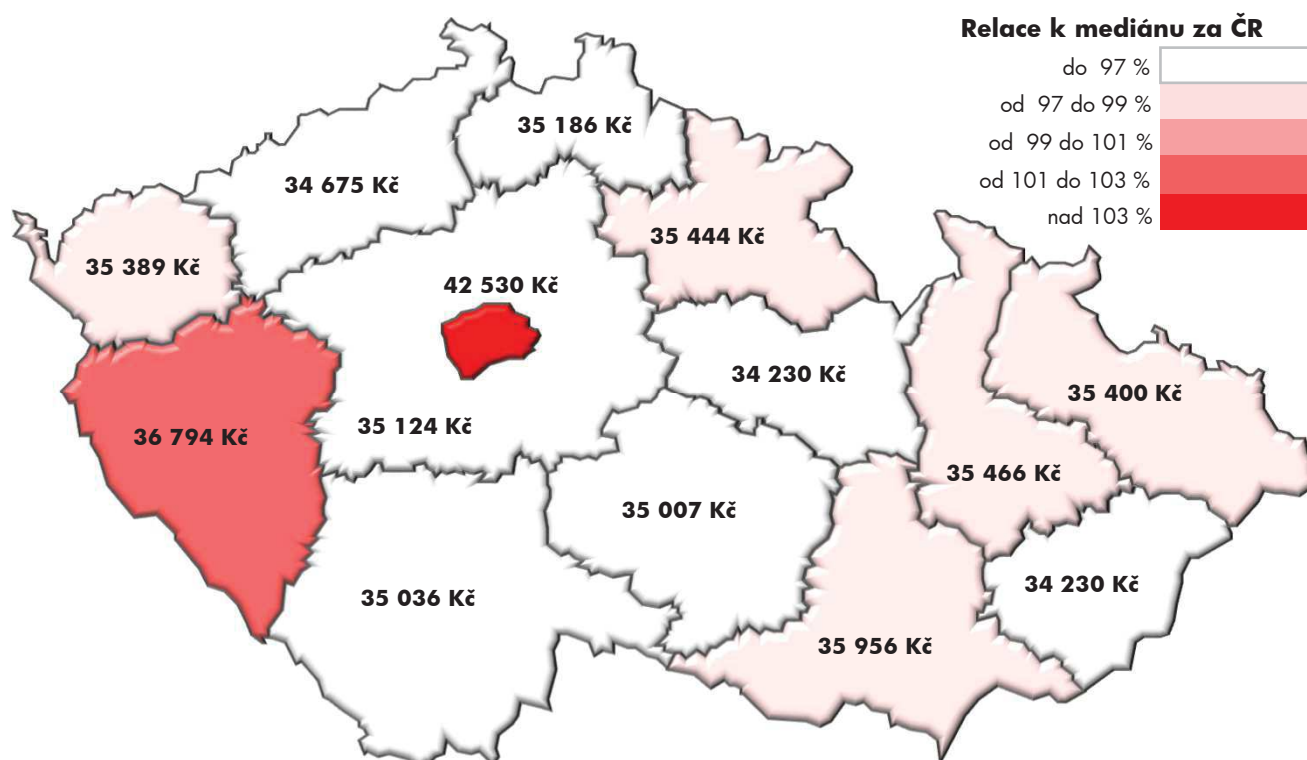 Relace k mediánu za ČR
do 97 %
od 97 do 99 %
od 99 do 101 %
od 101 do 103 %
nad 103 %
35 186 Kč
34 675 Kč
35 444 Kč
35 389 Kč
42 530 Kč
34 230 Kč
35 400 Kč
36 794 Kč
35 124 Kč
35 466 Kč
35 007 Kč
34 230 Kč
35 036 Kč
35 956 Kč